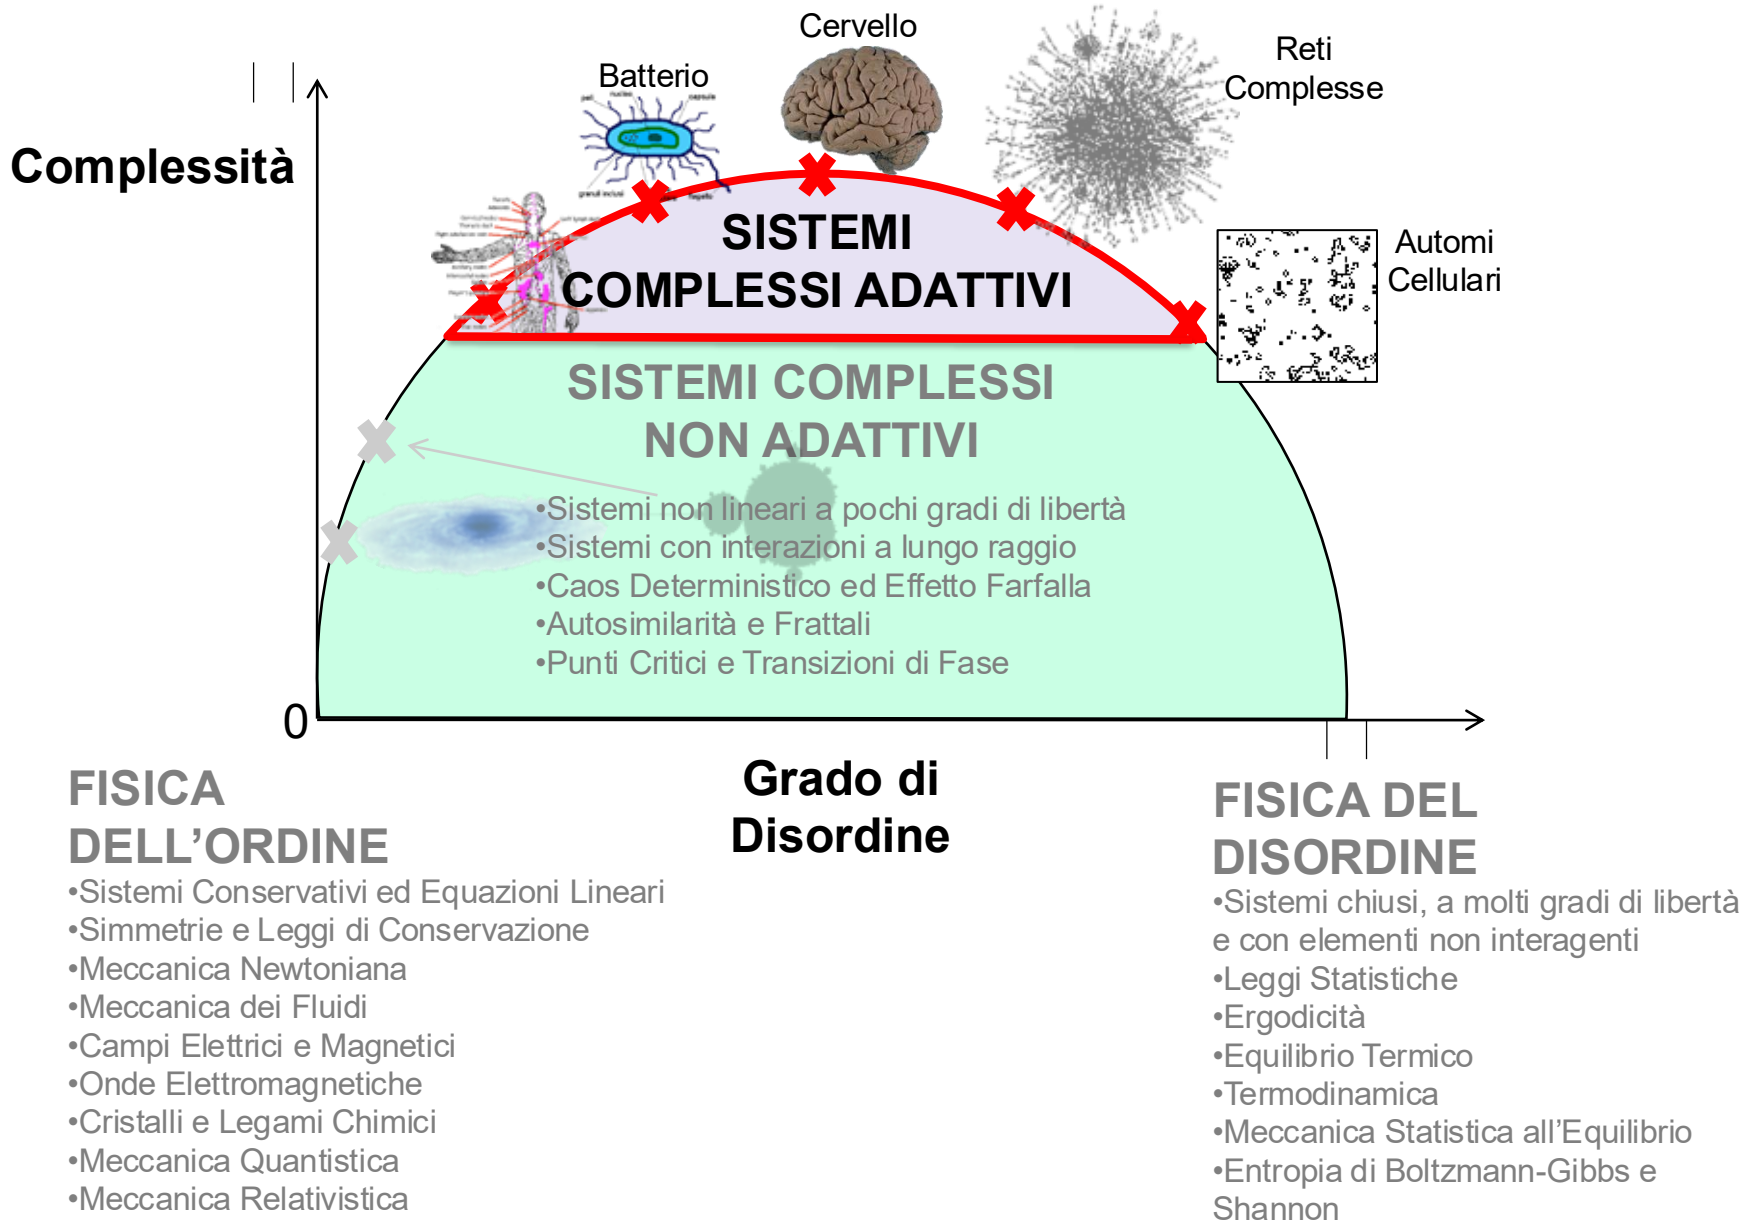 Cervello
Batterio
Reti
Complesse
Complessità
SISTEMI
COMPLESSI ADATTIVI
Automi
Cellulari
SISTEMI COMPLESSI
NON ADATTIVI
•Sistemi non lineari a pochi gradi di libertà
•Sistemi con interazioni a lungo raggio
•Caos Deterministico ed Effetto Farfalla
•Autosimilarità e Frattali
•Punti Critici e Transizioni di Fase
0
Grado di
Disordine
FISICA
DELL’ORDINE
•Sistemi Conservativi ed Equazioni Lineari
•Simmetrie e Leggi di Conservazione
•Meccanica Newtoniana
•Meccanica dei Fluidi
•Campi Elettrici e Magnetici
•Onde Elettromagnetiche
•Cristalli e Legami Chimici
•Meccanica Quantistica
•Meccanica Relativistica
FISICA DEL
DISORDINE
•Sistemi chiusi, a molti gradi di libertà
e con elementi non interagenti
•Leggi Statistiche
•Ergodicità
•Equilibrio Termico
•Termodinamica
•Meccanica Statistica all’Equilibrio
•Entropia di Boltzmann-Gibbs e
Shannon